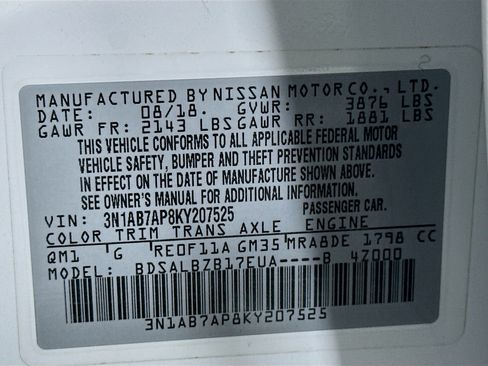 MANUFACTURED BY NISSAN MOTOR CO., LTD.
DATE: 08/18. GVWR: 3876 LBS
GAWR FR: 2143 LBS GAWR RR: 1881 LBS
THIS VEHICLE CONFORMS TO ALL APPLICABLE FEDERAL MOTOR
VEHICLE SAFETY, BUMPER AND THEFT PREVENTION STANDARDS
IN EFFECT ON THE DATE OF MANUFACTURE SHOWN ABOVE.
SEE OWNER'S MANUAL FOR ADDITIONAL INFORMATION.
VIN: 3N1AB7AP8KY207525 PASSENGER CAR.
COLOR TRIM TRANS AXLE ENGINE
QM1 G RE0F11A GM35 MRA8DE 1798 CC
MODEL: BDSALBZB17EUA----B 47000
3N1AB7AP8KY207525